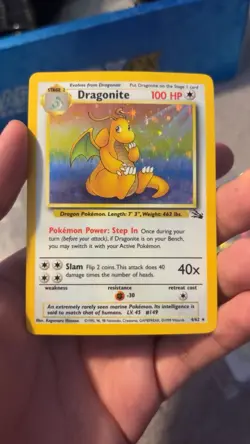 Evolves from Dragonair
Put Dragonite on the Stage 1 card
STAGE 2
Dragonite 100 HP
Dragon Pokémon. Length: 7' 3", Weight: 463 lbs.
Pokémon Power: Step In Once during your
turn (before your attack), if Dragonite is on your Bench,
you may switch it with your Active Pokémon.
Slam Flip 2 coins. This attack does 40
damage times the number of heads.
40x
weakness resistance retreat cost
-30
An extremely rarely seen marine Pokémon. Its intelligence is
said to match that of humans. LV. 45 #149
4/62 ★